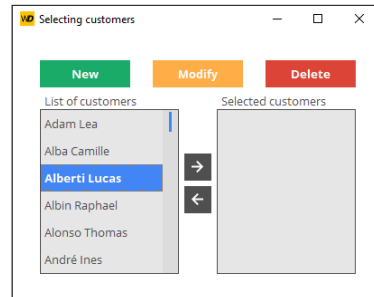 WD Selecting customers
New Modify Delete
List of customers Selected customers
Adam Lea
Alba Camille
Alberti Lucas
Albin Raphael
Alonso Thomas
André Ines